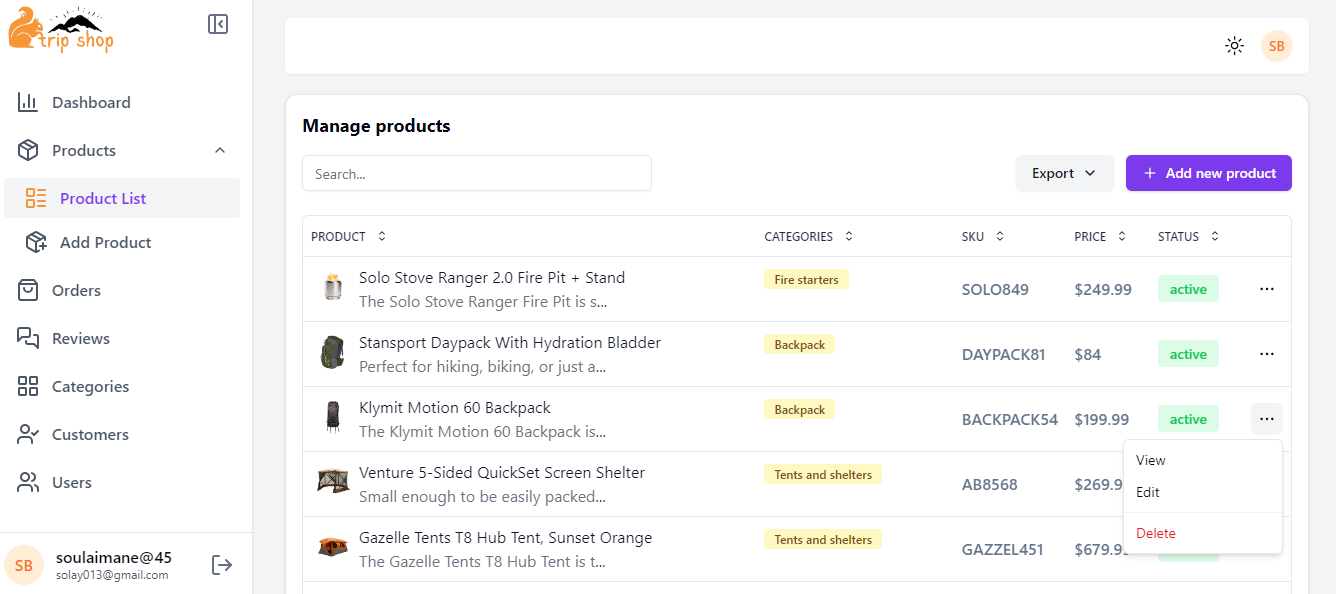 trip shop
Dashboard
Products
Product List
Add Product
Orders
Reviews
Categories
Customers
Users
SB
soulaimane@45
solay013@gmail.com
SB
Manage products
Search...
Export
+ Add new product
PRODUCT CATEGORIES SKU PRICE STATUS
Solo Stove Ranger 2.0 Fire Pit + Stand
The Solo Stove Ranger Fire Pit is s...
Fire starters
SOLO849
$249.99
active
...
Stansport Daypack With Hydration Bladder
Perfect for hiking, biking, or just a...
Backpack
DAYPACK81
$84
active
...
Klymit Motion 60 Backpack
The Klymit Motion 60 Backpack is...
Backpack
BACKPACK54
$199.99
active
...
Venture 5-Sided QuickSet Screen Shelter
Small enough to be easily packed...
Tents and shelters
AB8568
$269.9
Gazelle Tents T8 Hub Tent, Sunset Orange
The Gazelle Tents T8 Hub Tent is t...
Tents and shelters
GAZZEL451
$679.9
View
Edit
Delete